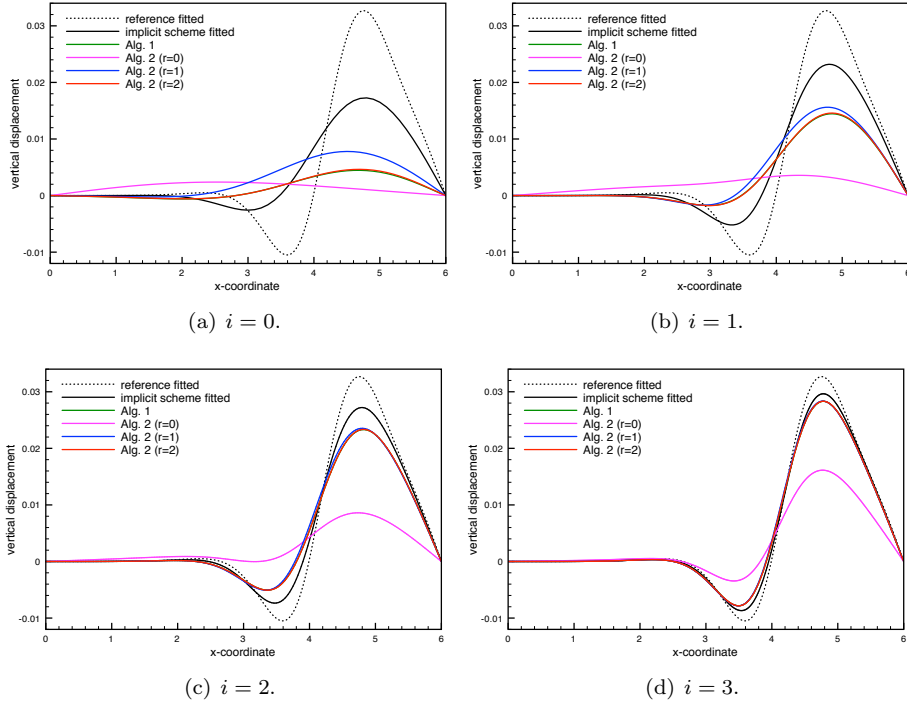 reference fitted
implicit scheme fitted
Alg. 1
Alg. 2 (r=0)
Alg. 2 (r=1)
Alg. 2 (r=2)
vertical displacement
0.03
0.02
0.01
0
-0.01
0 1 2 3 4 5 6
x-coordinate
(a) i = 0.
reference fitted
implicit scheme fitted
Alg. 1
Alg. 2 (r=0)
Alg. 2 (r=1)
Alg. 2 (r=2)
vertical displacement
0.03
0.02
0.01
0
-0.01
0 1 2 3 4 5 6
x-coordinate
(b) i = 1.
reference fitted
implicit scheme fitted
Alg. 1
Alg. 2 (r=0)
Alg. 2 (r=1)
Alg. 2 (r=2)
vertical displacement
0.03
0.02
0.01
0
-0.01
0 1 2 3 4 5 6
x-coordinate
(c) i = 2.
reference fitted
implicit scheme fitted
Alg. 1
Alg. 2 (r=0)
Alg. 2 (r=1)
Alg. 2 (r=2)
vertical displacement
0.03
0.02
0.01
0
-0.01
0 1 2 3 4 5 6
x-coordinate
(d) i = 3.